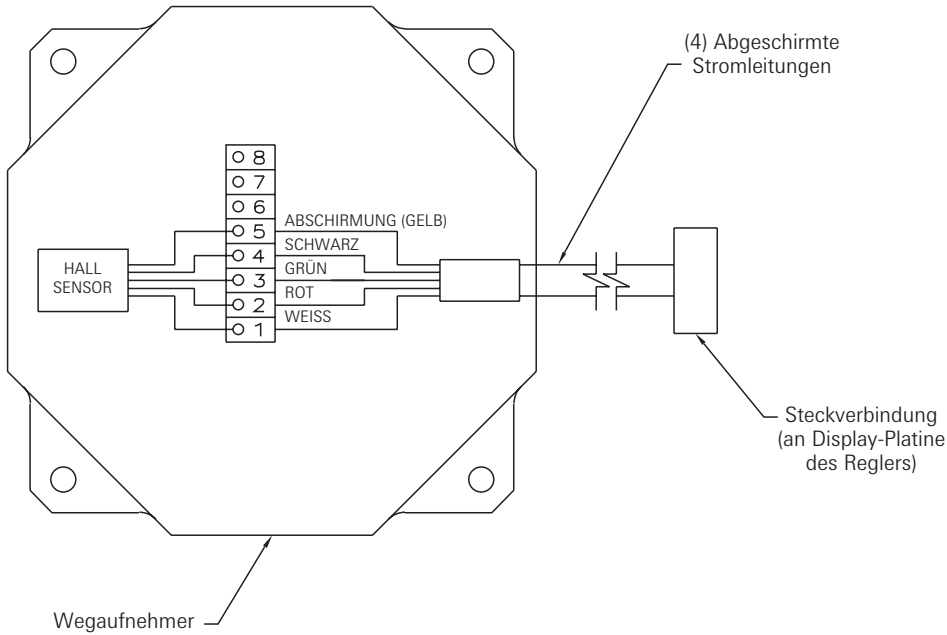 (4) Abgeschirmte
Stromleitungen
8
7
6
5 ABSCHIRMUNG (GELB)
4 SCHWARZ
3 GRÜN
2 ROT
1 WEISS
HALL
SENSOR
Steckverbindung
(an Display-Platine
des Reglers)
Wegaufnehmer